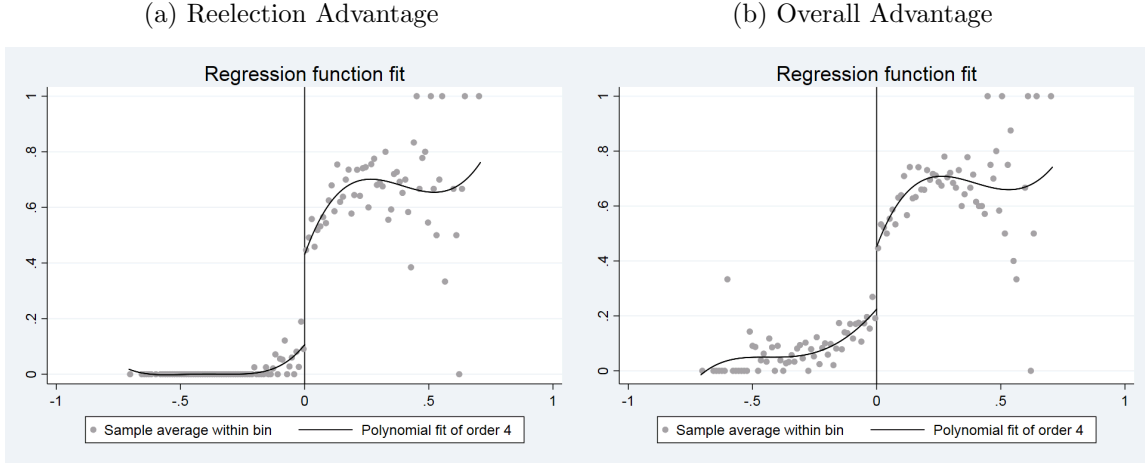 (a) Reelection Advantage
Regression function fit
1
.8
.6
.4
.2
0
-1
-.5
0
.5
1
Sample average within bin
Polynomial fit of order 4
(b) Overall Advantage
Regression function fit
1
.8
.6
.4
.2
0
-1
-.5
0
.5
1
Sample average within bin
Polynomial fit of order 4